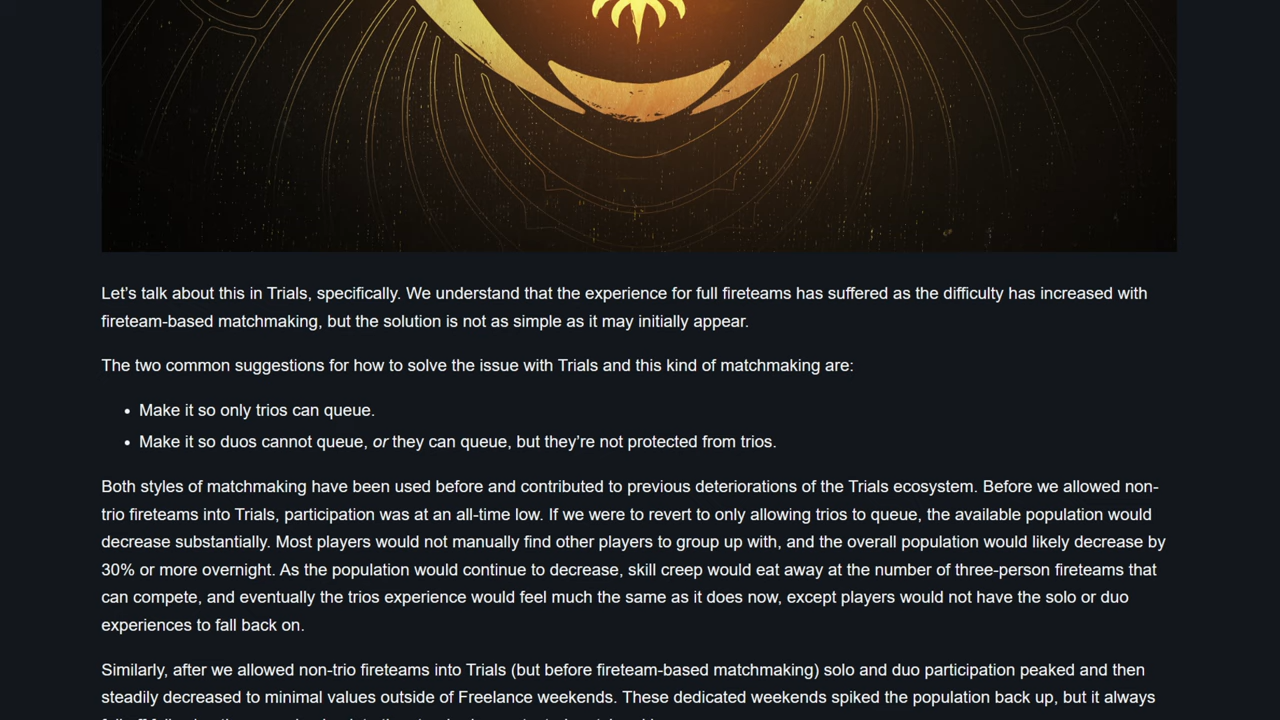 Let's talk about this in Trials, specifically. We understand that the experience for full fireteams has suffered as the difficulty has increased with
fireteam-based matchmaking, but the solution is not as simple as it may initially appear.
The two common suggestions for how to solve the issue with Trials and this kind of matchmaking are:
• Make it so only trios can queue.
• Make it so duos cannot queue, or they can queue, but they're not protected from trios.
Both styles of matchmaking have been used before and contributed to previous deteriorations of the Trials ecosystem. Before we allowed non-
trio fireteams into Trials, participation was at an all-time low. If we were to revert to only allowing trios to queue, the available population would
decrease substantially. Most players would not manually find other players to group up with, and the overall population would likely decrease by
30% or more overnight. As the population would continue to decrease, skill creep would eat away at the number of three-person fireteams that
can compete, and eventually the trios experience would feel much the same as it does now, except players would not have the solo or duo
experiences to fall back on.
Similarly, after we allowed non-trio fireteams into Trials (but before fireteam-based matchmaking) solo and duo participation peaked and then
steadily decreased to minimal values outside of Freelance weekends. These dedicated weekends spiked the population back up, but it always